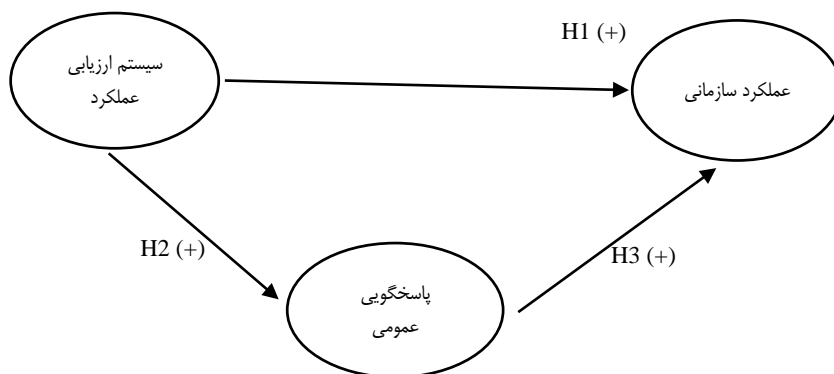 H1 (+)
سیستم ارزیابی
عملکرد
عملکرد سازمانی
H2 (+)
H3 (+)
پاسخگویی
عمومی